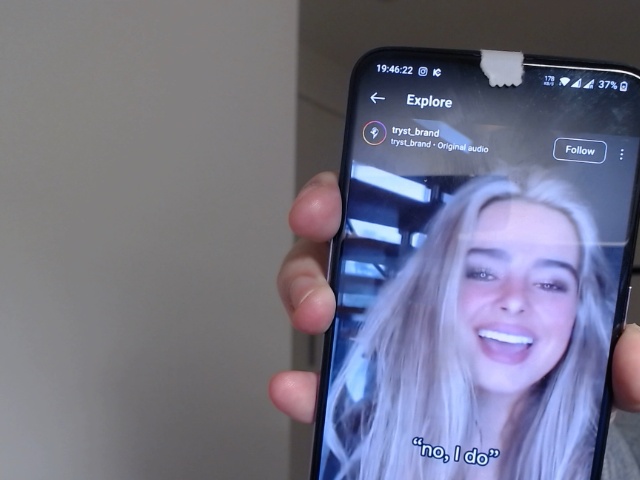 19:46:22
37%
Explore
tryst_brand
tryst_brand • Original audio
Follow
“no, I do”